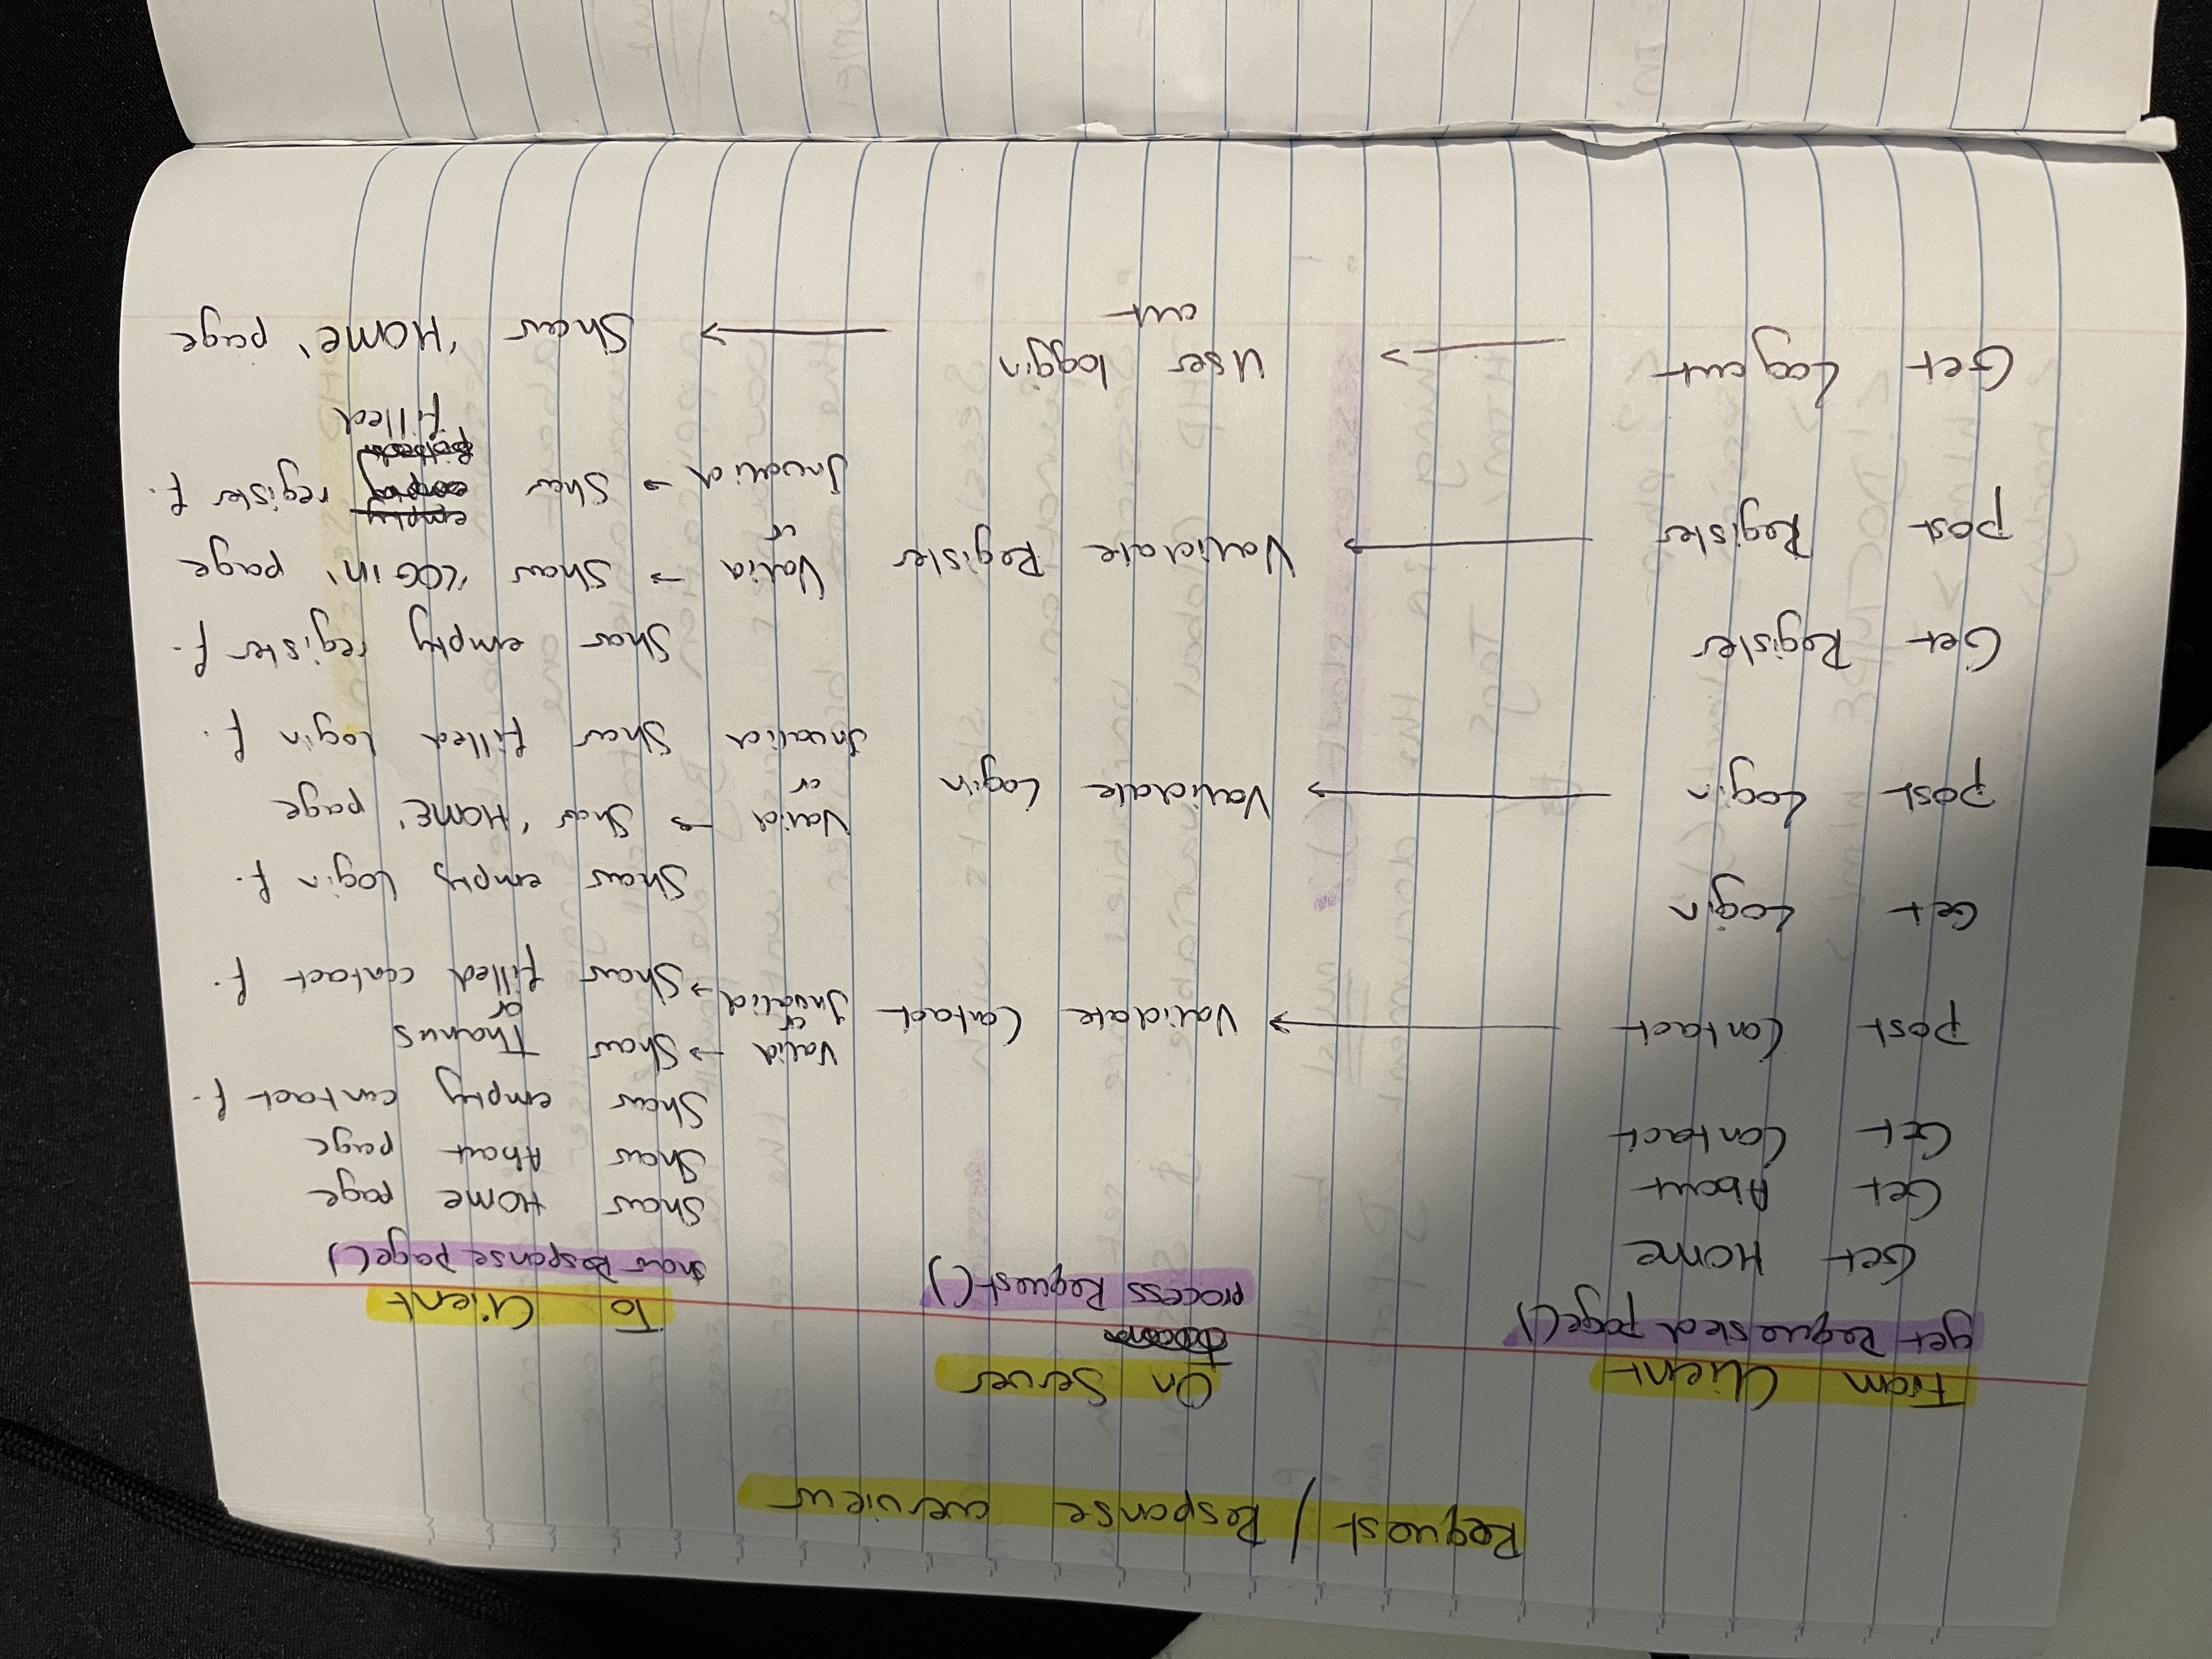 Request / Response overview
From Client On Server To Client
get Requested page() process Request() show Response page()
Get Home Show Home page
Get About Show About page
Get Contact Show empty contact f.
Post Contact → Validate Contact Valid → Show Thanks
or or
Invalid → Show filled contact f.
Get Login Show empty login f.
Post Login → Validate Login Valid → Show 'HOME' page
or
Invalid Show filled login f.
Get Register Show empty register f.
Post Register → Validate Register Valid → Show 'LOGin' page
or
Invalid → Show empty register f.
filled
Get Logout → User loggin → Show 'HOME' page
out